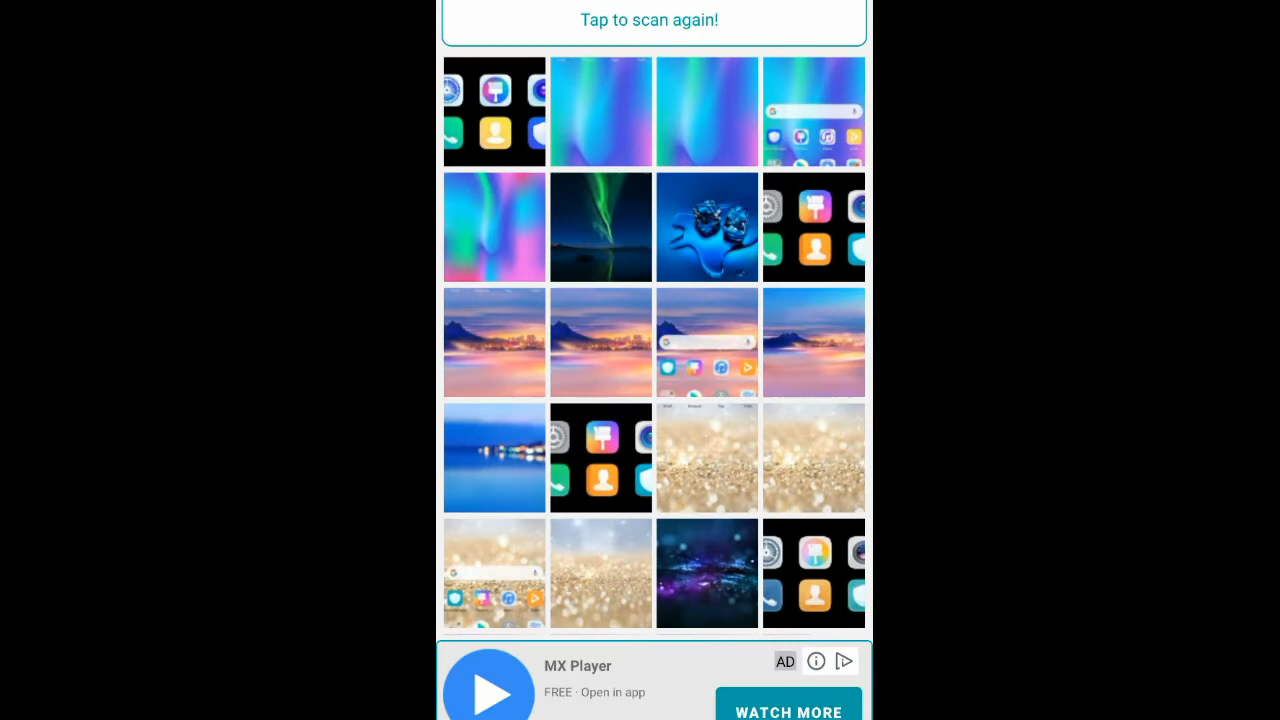 Tap to scan again!
MX Player
AD
FREE · Open in app
WATCH MORE